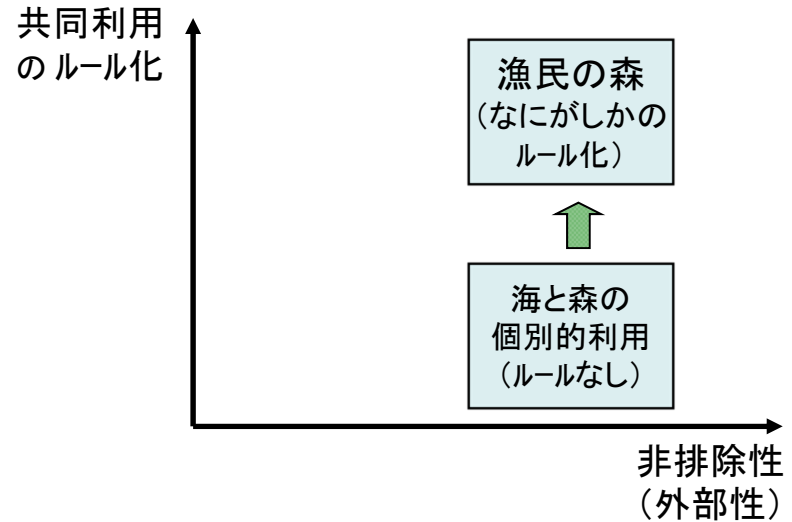 共同利用
の ルール化
漁民の森
（なにがしかの
ルール化）
海と森の
個別的利用
（ルールなし）
非排除性
（外部性）